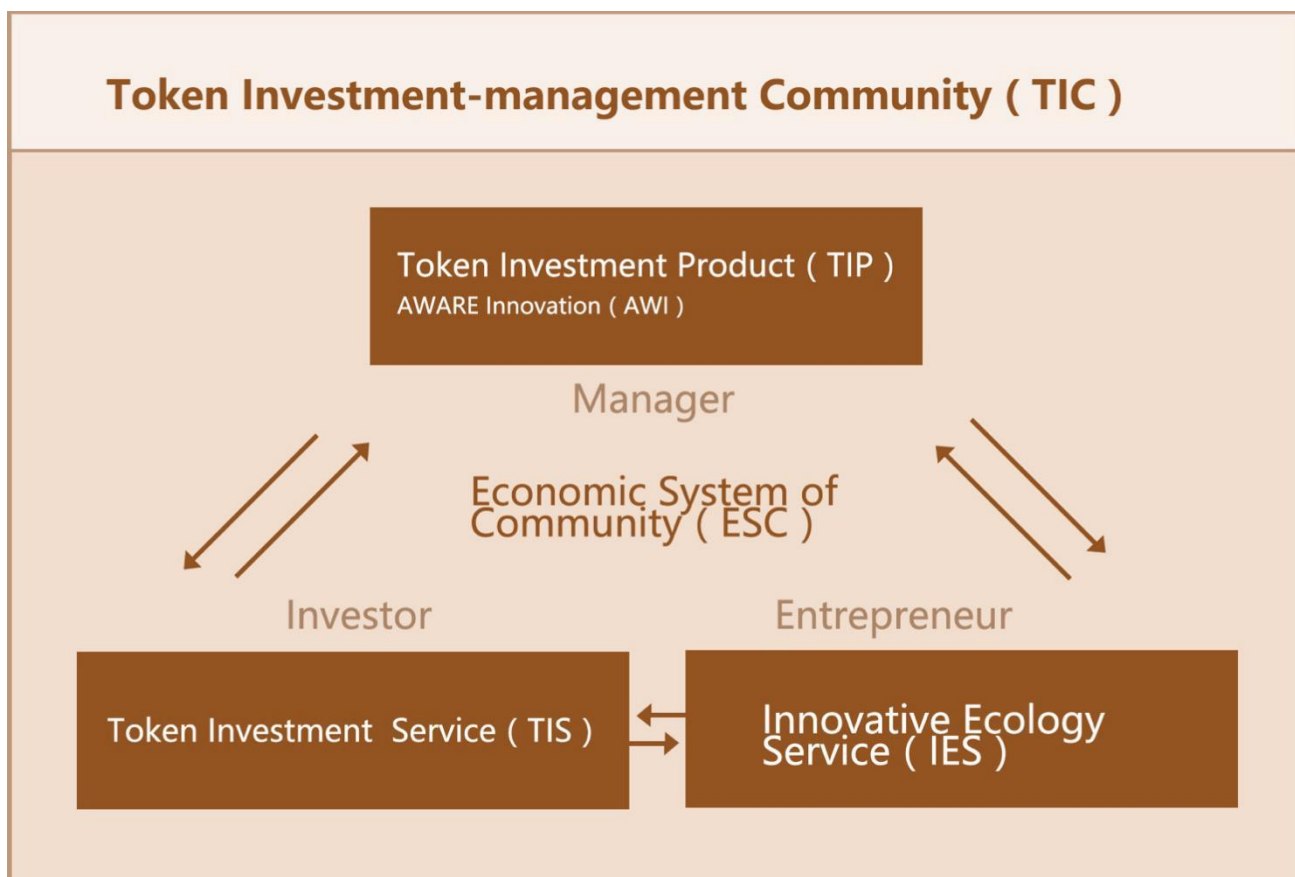 Token Investment-management Community ( TIC )
Token Investment Product ( TIP )
AWARE Innovation ( AWI )
Manager
Economic System of
Community ( ESC )
Investor
Entrepreneur
Token Investment Service ( TIS )
Innovative Ecology
Service ( IES )